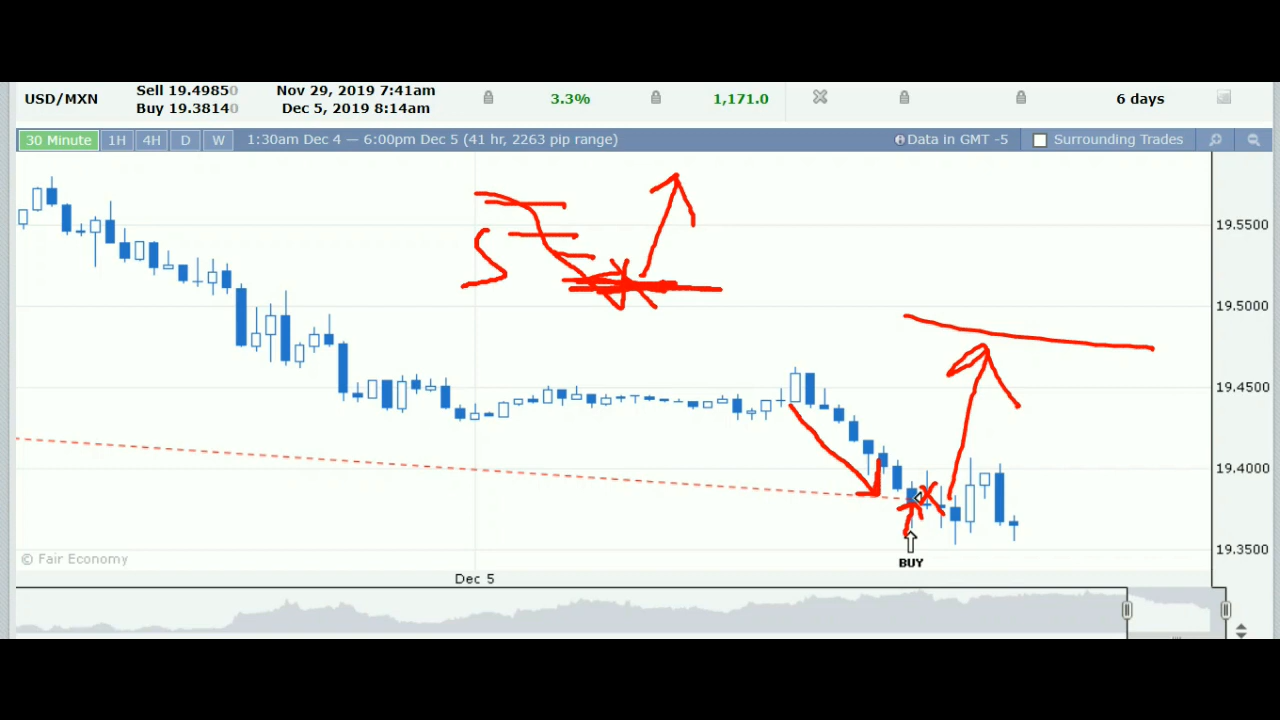 USD/MXN Sell 19.49850 Nov 29, 2019 7:41am 3.3% 1,171.0 6 days
Buy 19.38140 Dec 5, 2019 8:14am
30 Minute 1H 4H D W 1:30am Dec 4 — 6:00pm Dec 5 (41 hr, 2263 pip range) Data in GMT -5 Surrounding Trades
19.5500
S
19.5000
19.4500
19.4000
19.3500
© Fair Economy
BUY
Dec 5